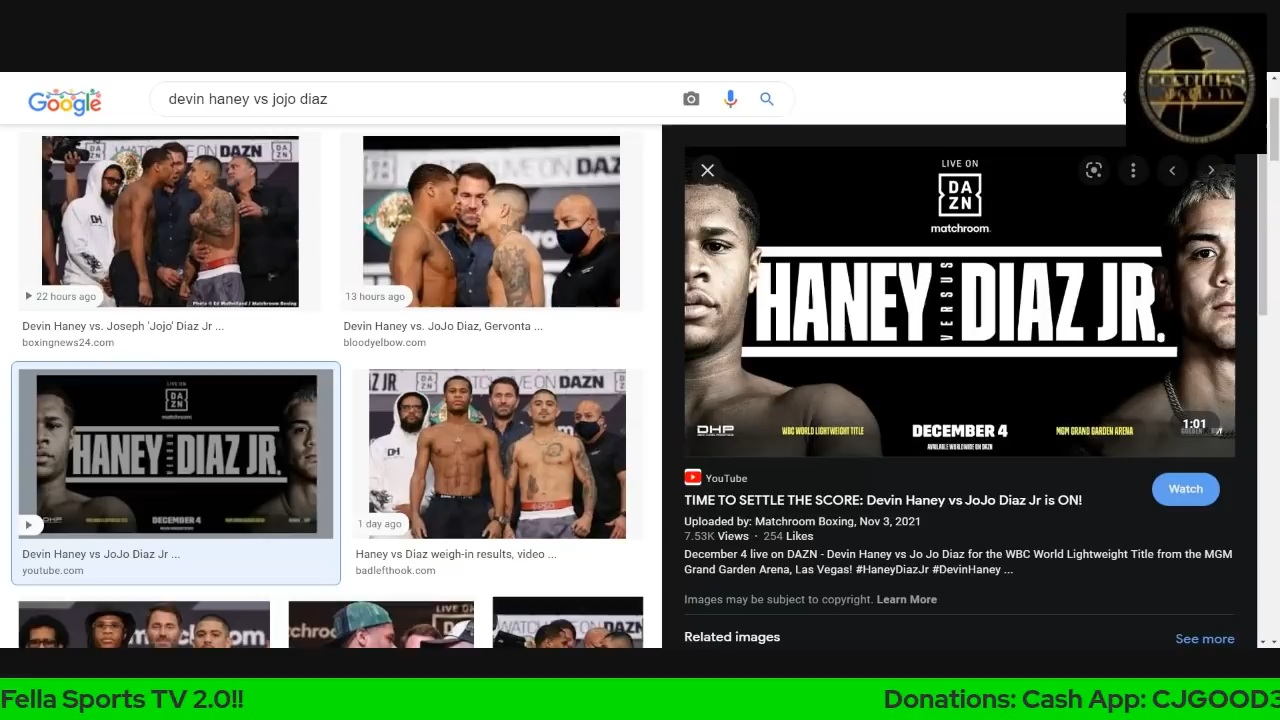 Google
devin haney vs jojo diaz
22 hours ago
Devin Haney vs. Joseph 'Jojo' Diaz Jr ...
boxingnews24.com
13 hours ago
Devin Haney vs. JoJo Diaz, Gervonta ...
bloodyelbow.com
HANEY VERSUS DIAZ JR.
Devin Haney vs JoJo Diaz Jr ...
youtube.com
1 day ago
Haney vs Diaz weigh-in results, video ...
badlefthook.com
LIVE ON
DAZN
matchroom.
HANEY VERSUS DIAZ JR.
DHP
WBC WORLD LIGHTWEIGHT TITLE
DECEMBER 4
AVAILABLE WORLDWIDE ON DAZN
MGM GRAND GARDEN ARENA
1:01
YouTube
TIME TO SETTLE THE SCORE: Devin Haney vs JoJo Diaz Jr is ON!
Watch
Uploaded by: Matchroom Boxing, Nov 3, 2021
7.53K Views · 254 Likes
December 4 live on DAZN - Devin Haney vs Jo Jo Diaz for the WBC World Lightweight Title from the MGM
Grand Garden Arena, Las Vegas! #HaneyDiazJr #DevinHaney ...
Images may be subject to copyright. Learn More
Related images
See more
Fella Sports TV 2.0!!
Donations: Cash App: CJGOOD3